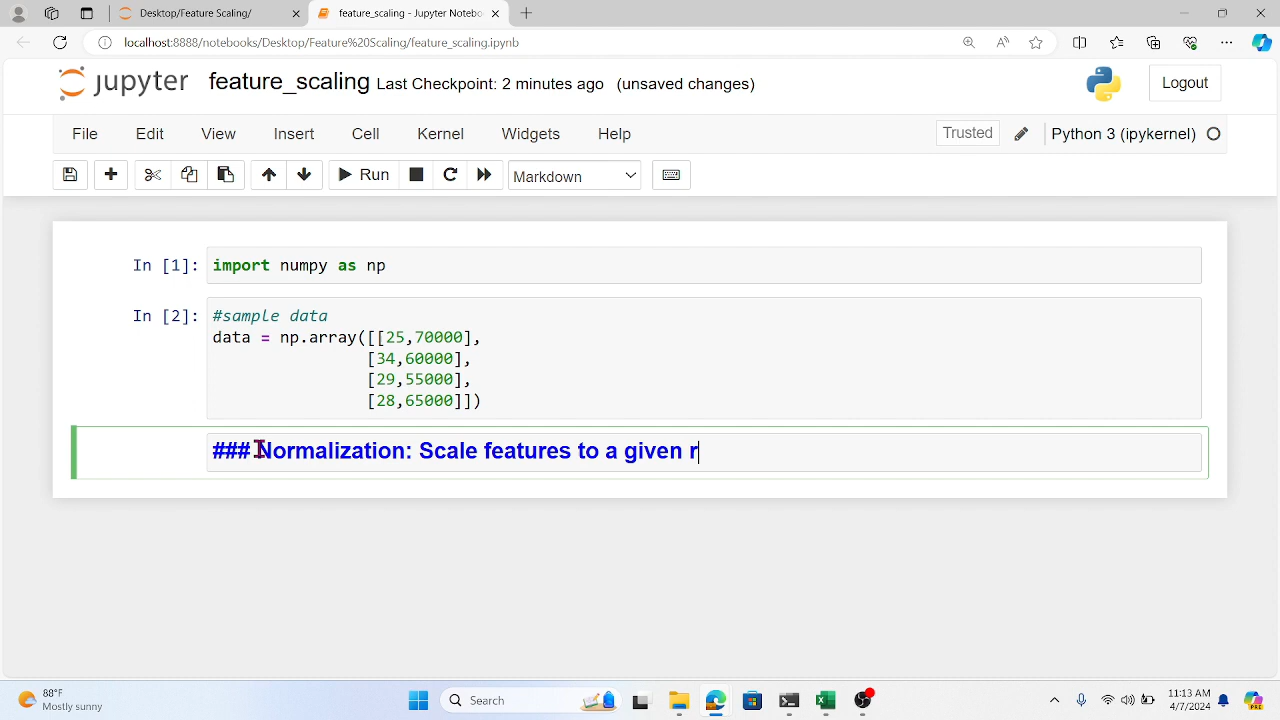 Desktop/Feature Scaling/
feature_scaling - Jupyter Notebo
localhost:8888/notebooks/Desktop/Feature%20Scaling/feature_scaling.ipynb
jupyter feature_scaling Last Checkpoint: 2 minutes ago (unsaved changes)
Logout
File Edit View Insert Cell Kernel Widgets Help
Trusted
Python 3 (ipykernel)
Run
Markdown
In [1]: import numpy as np
In [2]: #sample data
data = np.array([[25,70000],
[34,60000],
[29,55000],
[28,65000]])
### Normalization: Scale features to a given r
88°F
Mostly sunny
Search
11:13 AM
4/7/2024
PRE